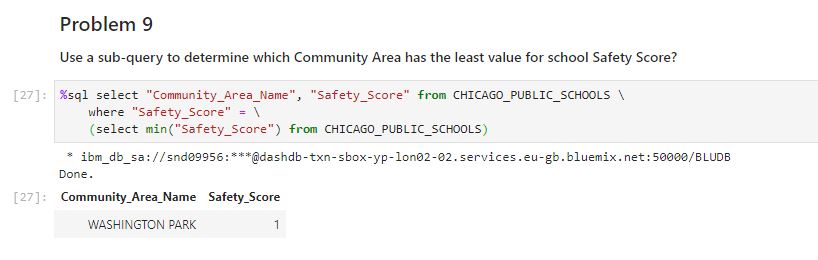 Problem 9
Use a sub-query to determine which Community Area has the least value for school Safety Score?
[27]: %sql select "Community_Area_Name", "Safety_Score" from CHICAGO_PUBLIC_SCHOOLS \
where "Safety_Score" = \
(select min("Safety_Score") from CHICAGO_PUBLIC_SCHOOLS)
* ibm_db_sa://snd09956:***@dashdb-txn-sbox-yp-lon02-02.services.eu-gb.bluemix.net:50000/BLUDB
Done.
[27]: Community_Area_Name Safety_Score
WASHINGTON PARK 1